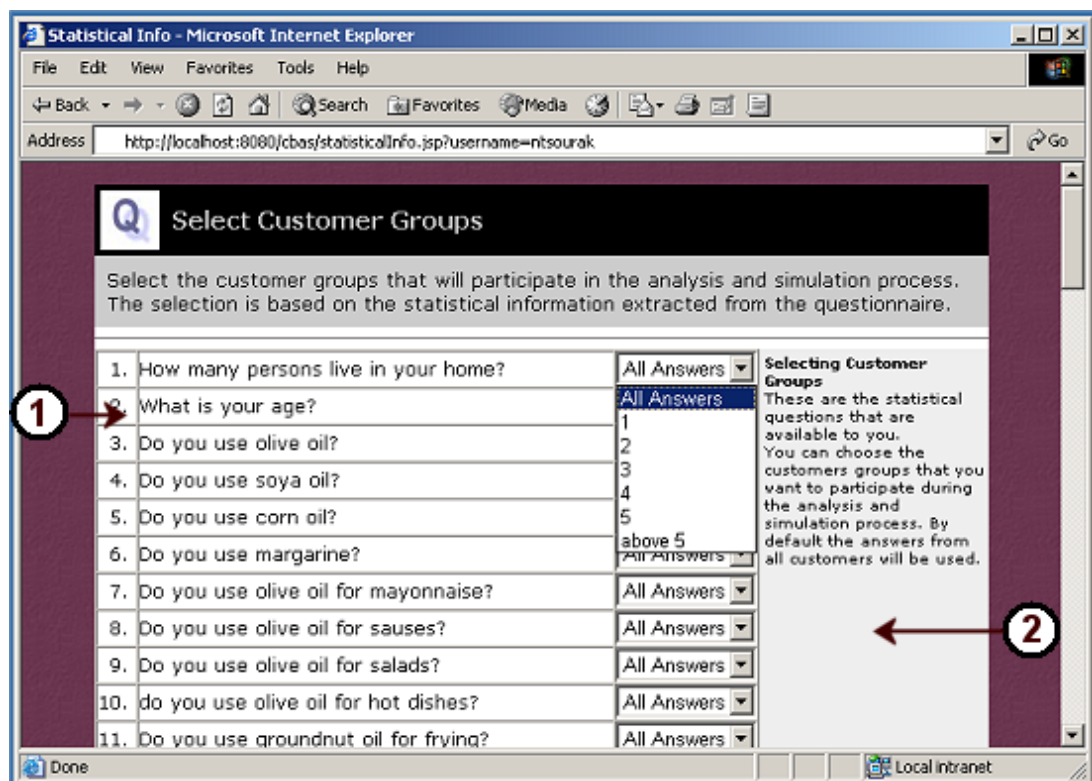 Statistical Info - Microsoft Internet Explorer
File Edit View Favorites Tools Help
Back Search Favorites Media
Address http://localhost:8080/cbas/statisticalInfo.jsp?username=ntsourak Go
Q Select Customer Groups
Select the customer groups that will participate in the analysis and simulation process.
The selection is based on the statistical information extracted from the questionnaire.
1. How many persons live in your home? All Answers
2. What is your age?
3. Do you use olive oil?
4. Do you use soya oil?
5. Do you use corn oil?
6. Do you use margarine? All Answers
7. Do you use olive oil for mayonnaise? All Answers
8. Do you use olive oil for sauses? All Answers
9. Do you use olive oil for salads? All Answers
10. do you use olive oil for hot dishes? All Answers
11. Do you use groundnut oil for frying? All Answers
All Answers
1
2
3
4
5
above 5
Selecting Customer
Groups
These are the statistical
questions that are
available to you.
You can choose the
customers groups that you
want to participate during
the analysis and
simulation process. By
default the answers from
all customers will be used.
1
2
Done Local intranet